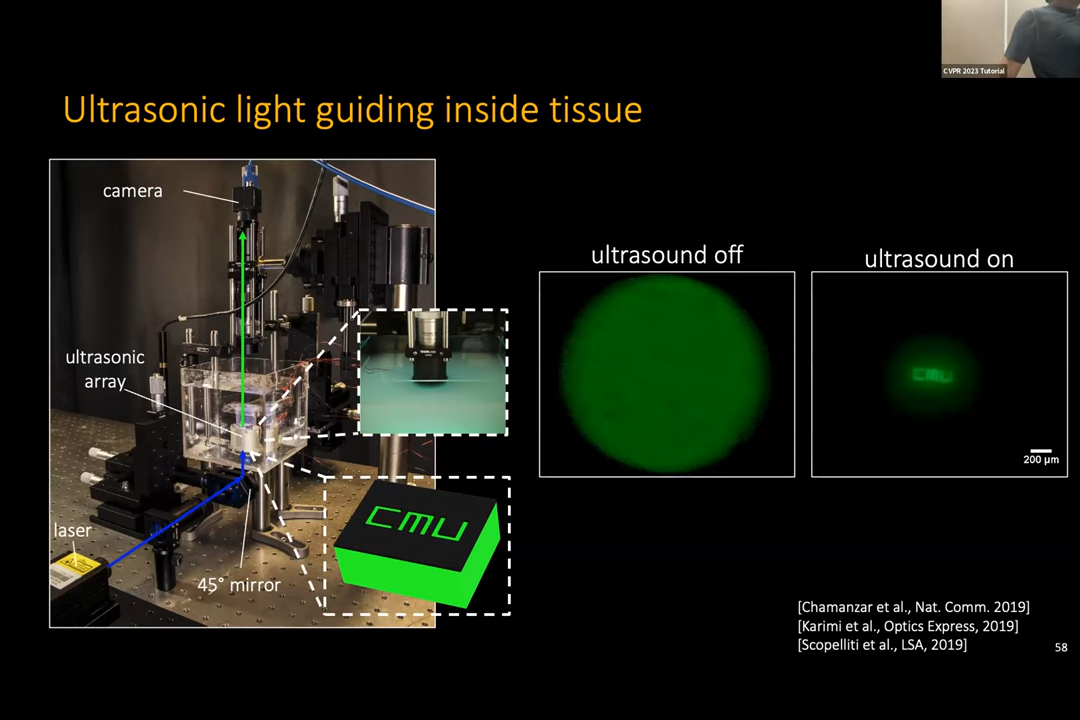 CVPR 2023 Tutorial
Ultrasonic light guiding inside tissue
camera
ultrasonic
array
laser
45° mirror
CMU
ultrasound off
ultrasound on
CMU
200 μm
[Chamanzar et al., Nat. Comm. 2019]
[Karimi et al., Optics Express, 2019]
[Scopelliti et al., LSA, 2019]
58